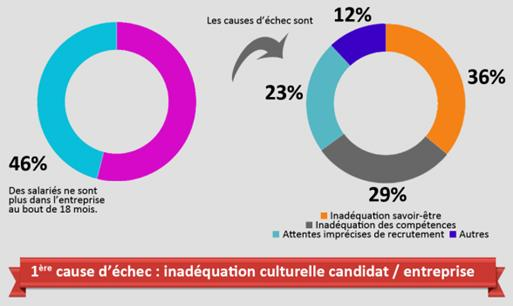 Les causes d'échec sont
12%
36%
23%
29%
46%
Des salariés ne sont
plus dans l'entreprise
au bout de 18 mois.
Inadéquation savoir-être
Inadéquation des compétences
Attentes imprécises de recrutement Autres
1ère cause d'échec : inadéquation culturelle candidat / entreprise